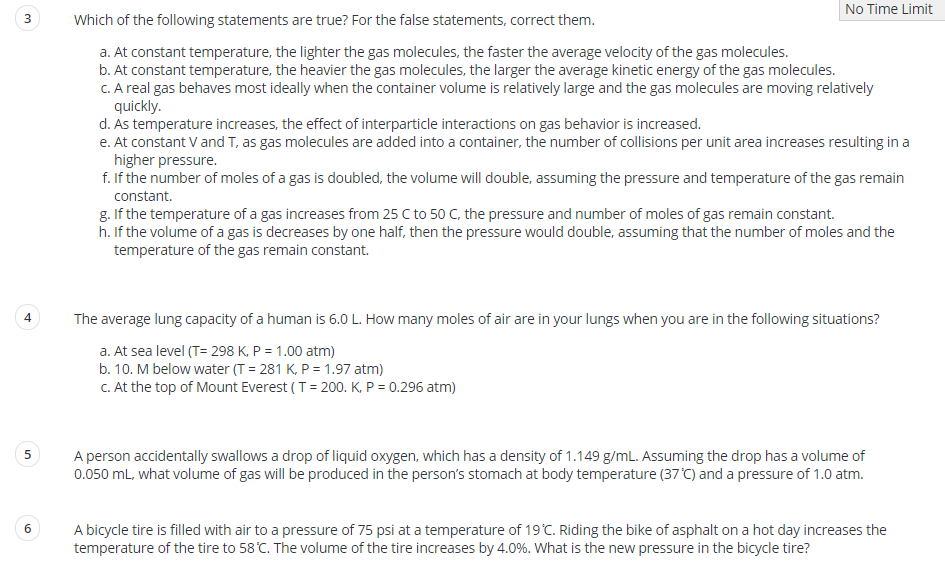 No Time Limit
3
Which of the following statements are true? For the false statements, correct them.
a. At constant temperature, the lighter the gas molecules, the faster the average velocity of the gas molecules.
b. At constant temperature, the heavier the gas molecules, the larger the average kinetic energy of the gas molecules.
c. A real gas behaves most ideally when the container volume is relatively large and the gas molecules are moving relatively
quickly.
d. As temperature increases, the effect of interparticle interactions on gas behavior is increased.
e. At constant V and T, as gas molecules are added into a container, the number of collisions per unit area increases resulting in a
higher pressure.
f. If the number of moles of a gas is doubled, the volume will double, assuming the pressure and temperature of the gas remain
constant.
g. If the temperature of a gas increases from 25 C to 50 C, the pressure and number of moles of gas remain constant.
h. If the volume of a gas is decreases by one half, then the pressure would double, assuming that the number of moles and the
temperature of the gas remain constant.
4
The average lung capacity of a human is 6.0 L. How many moles of air are in your lungs when you are in the following situations?
a. At sea level (T= 298 K, P = 1.00 atm)
b. 10. M below water (T = 281 K, P = 1.97 atm)
c. At the top of Mount Everest ( T = 200. K, P = 0.296 atm)
5
A person accidentally swallows a drop of liquid oxygen, which has a density of 1.149 g/mL. Assuming the drop has a volume of
0.050 mL, what volume of gas will be produced in the person's stomach at body temperature (37℃) and a pressure of 1.0 atm.
6
A bicycle tire is filled with air to a pressure of 75 psi at a temperature of 19℃. Riding the bike of asphalt on a hot day increases the
temperature of the tire to 58℃. The volume of the tire increases by 4.0%. What is the new pressure in the bicycle tire?